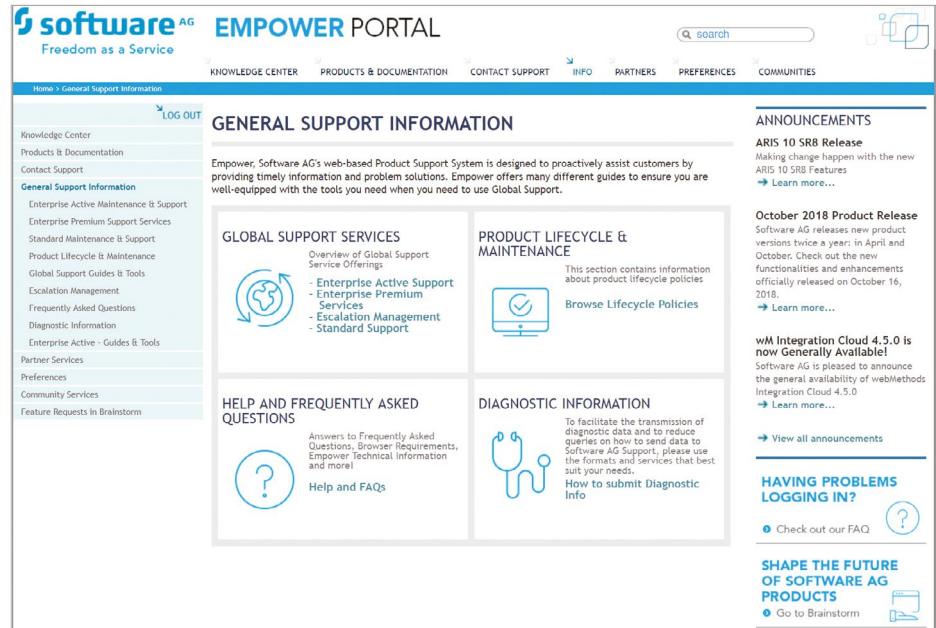 software AG
Freedom as a Service
EMPOWER PORTAL
search
KNOWLEDGE CENTER
PRODUCTS & DOCUMENTATION
CONTACT SUPPORT
INFO
PARTNERS
PREFERENCES
COMMUNITIES
Home > General Support Information
LOG OUT
Knowledge Center
Products & Documentation
Contact Support
General Support Information
Enterprise Active Maintenance & Support
Enterprise Premium Support Services
Standard Maintenance & Support
Product Lifecycle & Maintenance
Global Support Guides & Tools
Escalation Management
Frequently Asked Questions
Diagnostic Information
Enterprise Active - Guides & Tools
Partner Services
Preferences
Community Services
Feature Requests in Brainstorm
GENERAL SUPPORT INFORMATION
Empower, Software AG's web-based Product Support System is designed to proactively assist customers by
providing timely information and problem solutions. Empower offers many different guides to ensure you are
well-equipped with the tools you need when you need to use Global Support.
GLOBAL SUPPORT SERVICES
Overview of Global Support
Service Offerings
- Enterprise Active Support
- Enterprise Premium
Services
- Escalation Management
- Standard Support
PRODUCT LIFECYCLE &
MAINTENANCE
This section contains information
about product lifecycle policies
Browse Lifecycle Policies
HELP AND FREQUENTLY ASKED
QUESTIONS
Answers to Frequently Asked
Questions, Browser Requirements,
Empower Technical Information
and more!
Help and FAQs
DIAGNOSTIC INFORMATION
To facilitate the transmission of
diagnostic data and to reduce
queries on how to send data to
Software AG Support, please use
the formats and services that best
suit your needs.
How to submit Diagnostic
Info
ANNOUNCEMENTS
ARIS 10 SR8 Release
Making change happen with the new
ARIS 10 SR8 Features
Learn more...
October 2018 Product Release
Software AG releases new product
versions twice a year: in April and
October. Check out the new
functionalities and enhancements
officially released on October 16,
2018.
Learn more...
wM Integration Cloud 4.5.0 is
now Generally Available!
Software AG is pleased to announce
the general availability of webMethods
Integration Cloud 4.5.0
Learn more...
View all announcements
HAVING PROBLEMS
LOGGING IN?
Check out our FAQ
SHAPE THE FUTURE
OF SOFTWARE AG
PRODUCTS
Go to Brainstorm